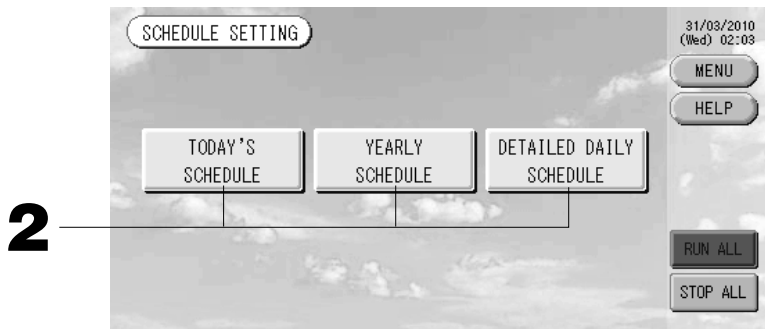 SCHEDULE SETTING
31/03/2010
(Wed) 02:03
MENU
HELP
TODAY'S
SCHEDULE
YEARLY
SCHEDULE
DETAILED DAILY
SCHEDULE
2
RUN ALL
STOP ALL